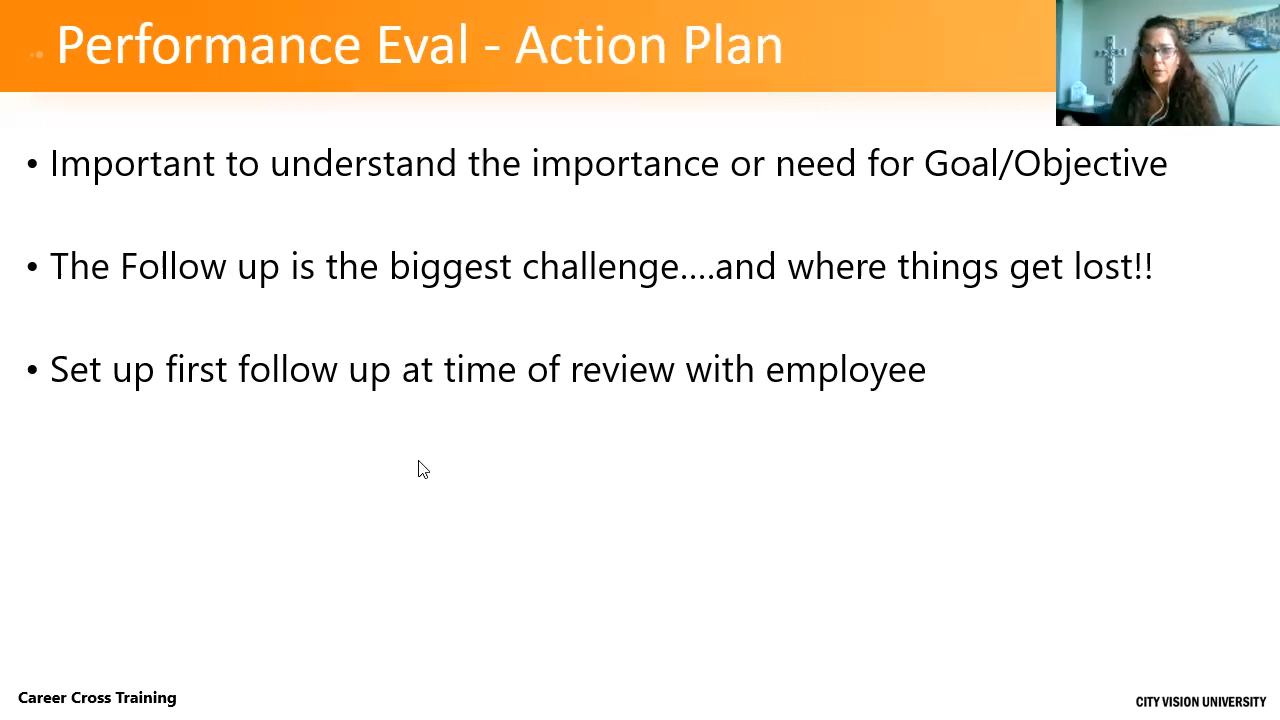 Performance Eval - Action Plan
• Important to understand the importance or need for Goal/Objective
• The Follow up is the biggest challenge....and where things get lost!!
• Set up first follow up at time of review with employee
Career Cross Training
CITY VISION UNIVERSITY